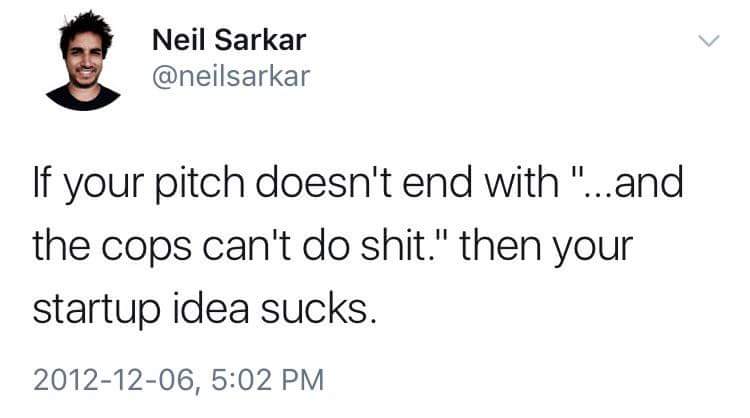 Neil Sarkar
@neilsarkar
If your pitch doesn't end with "...and
the cops can't do shit." then your
startup idea sucks.
2012-12-06, 5:02 PM